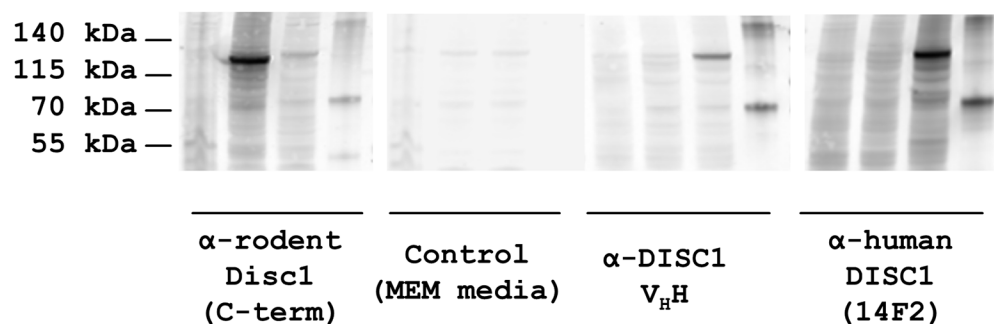 140 kDa
115 kDa
70 kDa
55 kDa
α-rodent
Disc1
(C-term)
Control
(MEM media)
α-DISC1
VHH
α-human
DISC1
(14F2)